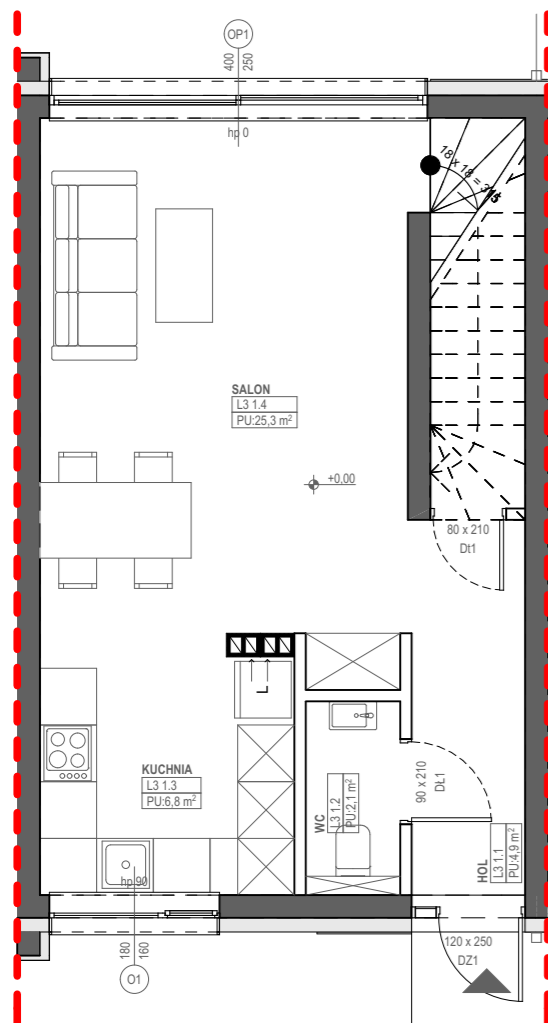 OP1
400
250
hp 0
18 x 18 = 315
SALON
L3 1.4
PU:25,3 m²
+0,00
80 x 210
Dt1
L
KUCHNIA
L3 1.3
PU:6,8 m²
WC
L3 1.2
PU:2,1 m²
90 x 210
DŁ1
HOL
L3 1.1
PU:4,9 m²
hp 90
180
160
O1
120 x 250
DZ1